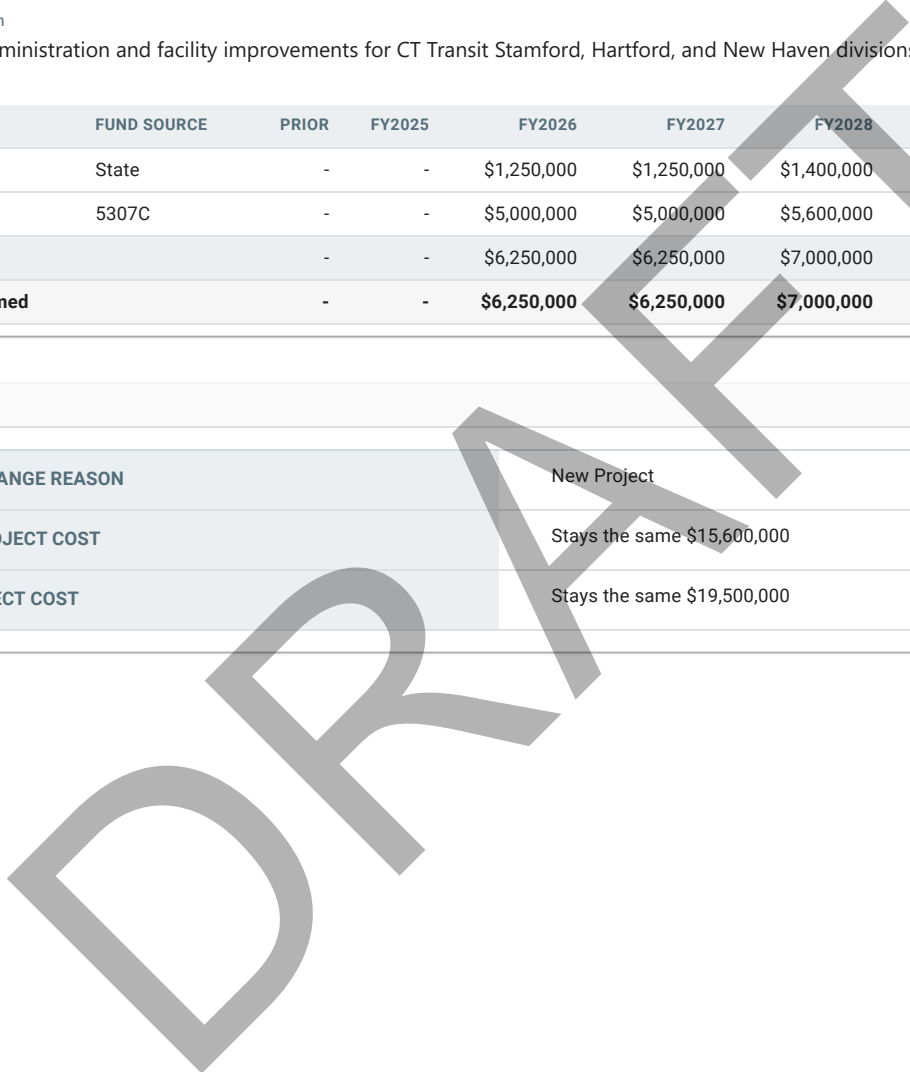 n
ministration and facility improvements for CT Transit Stamford, Hartford, and New Haven divisions
FUND SOURCE PRIOR FY2025 FY2026 FY2027 FY2028
State - - $1,250,000 $1,250,000 $1,400,000
5307C - - $5,000,000 $5,000,000 $5,600,000
- - $6,250,000 $6,250,000 $7,000,000
med - - $6,250,000 $6,250,000 $7,000,000
ANGE REASON New Project
OJECT COST Stays the same $15,600,000
ECT COST Stays the same $19,500,000
DRAFT